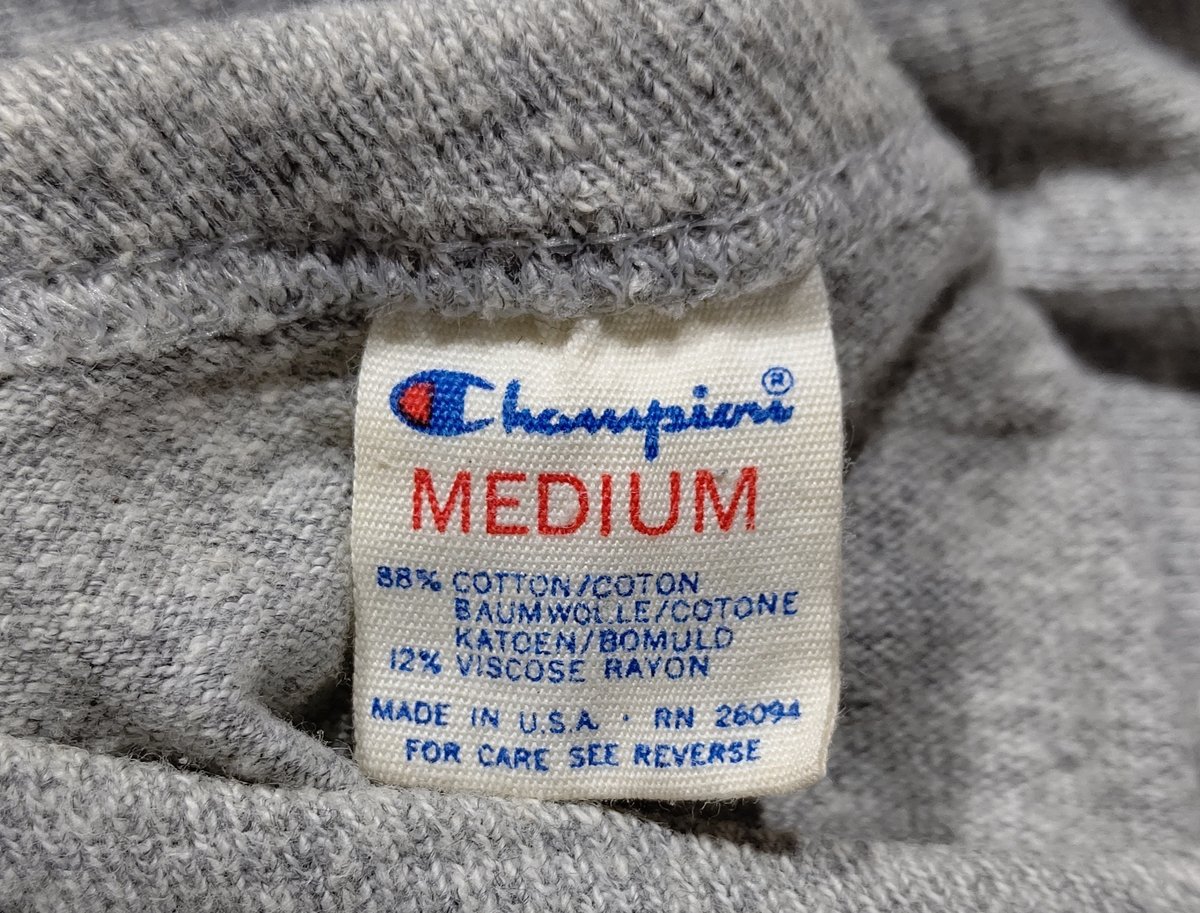 Champion®
MEDIUM
88% COTTON/COTON
BAUMWOLLE/COTONE
KATOEN/BOMULD
12% VISCOSE RAYON
MADE IN U.S.A. · RN 26094
FOR CARE SEE REVERSE